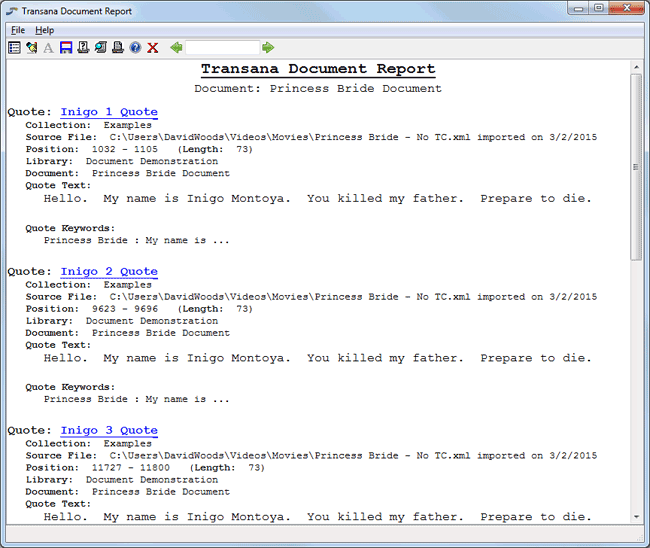 Transana Document Report
File Help
Transana Document Report
Document: Princess Bride Document
Quote: Inigo 1 Quote
Collection: Examples
Source File: C:\Users\DavidWoods\Videos\Movies\Princess Bride - No TC.xml imported on 3/2/2015
Position: 1032 - 1105 (Length: 73)
Library: Document Demonstration
Document: Princess Bride Document
Quote Text:
Hello. My name is Inigo Montoya. You killed my father. Prepare to die.
Quote Keywords:
Princess Bride : My name is ...
Quote: Inigo 2 Quote
Collection: Examples
Source File: C:\Users\DavidWoods\Videos\Movies\Princess Bride - No TC.xml imported on 3/2/2015
Position: 9623 - 9696 (Length: 73)
Library: Document Demonstration
Document: Princess Bride Document
Quote Text:
Hello. My name is Inigo Montoya. You killed my father. Prepare to die.
Quote Keywords:
Princess Bride : My name is ...
Quote: Inigo 3 Quote
Collection: Examples
Source File: C:\Users\DavidWoods\Videos\Movies\Princess Bride - No TC.xml imported on 3/2/2015
Position: 11727 - 11800 (Length: 73)
Library: Document Demonstration
Document: Princess Bride Document
Quote Text:
Hello. My name is Inigo Montoya. You killed my father. Prepare to die.